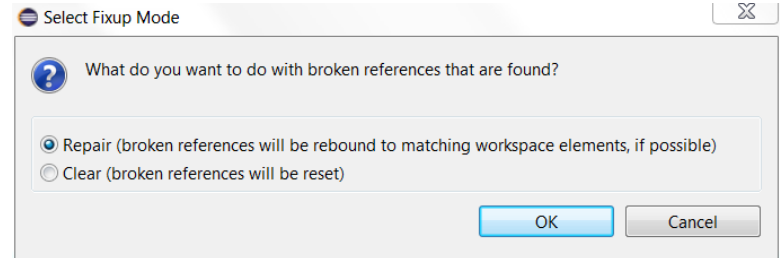 Select Fixup Mode
What do you want to do with broken references that are found?
Repair (broken references will be rebound to matching workspace elements, if possible)
Clear (broken references will be reset)
OK Cancel